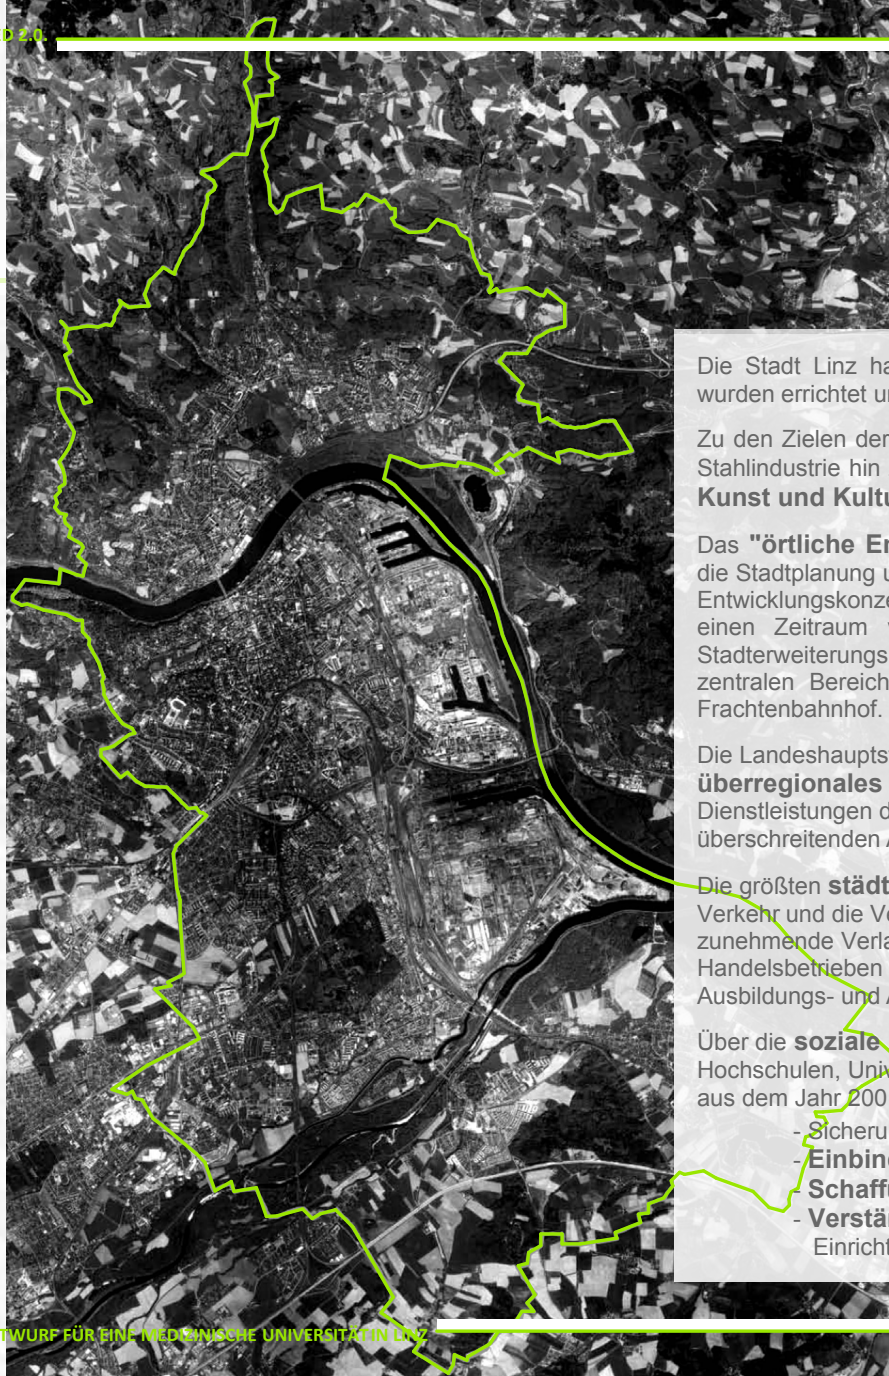 D 2.0.
Die Stadt Linz ha
wurden errichtet u
Zu den Zielen der
Stahlindustrie hin
Kunst und Kultu
Das "örtliche En
die Stadtplanung u
Entwicklungskonze
einen Zeitraum v
Stadterweiterungs
zentralen Bereich
Frachtenbahnhof.
Die Landeshaupts
überregionales
Dienstleistungen d
überschreitenden A
Die größten städt
Verkehr und die Ve
zunehmende Verla
Handelsbetrieben
Ausbildungs- und A
Über die soziale
Hochschulen, Univ
aus dem Jahr 200
- Sicheru
- Einbind
- Schaffu
- Verstär
Einricht
TWURF FÜR EINE MEDIZINISCHE UNIVERSITÄT IN LINZ